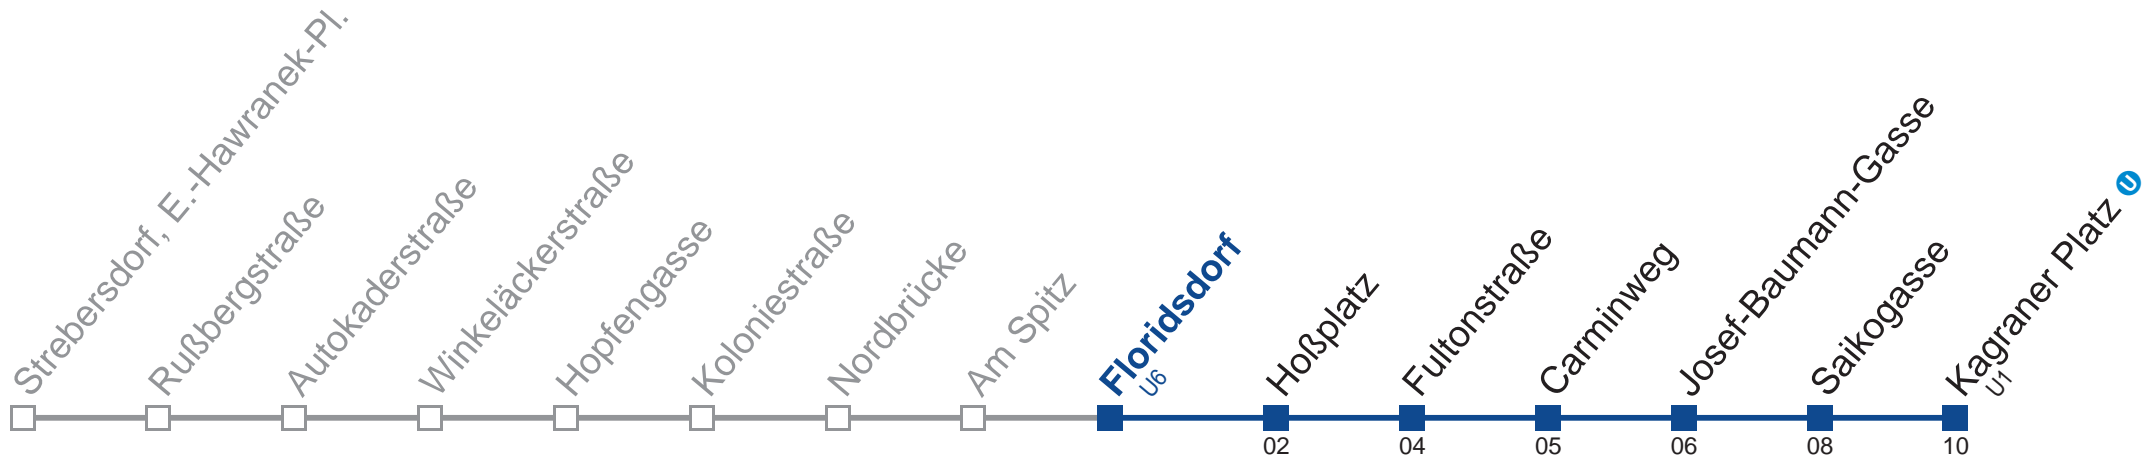 Strebersdorf, E.-Hawranek-Pl.
Rußbergstraße
Autokaderstraße
Winkeläckerstraße
Hopfengasse
Koloniestraße
Nordbrücke
Am Spitz
Floridsdorf
U6
Hoßplatz
Fultonstraße
Carminweg
Josef-Baumann-Gasse
Saikogasse
Kagraner Platz U
U1
02
04
05
06
08
10